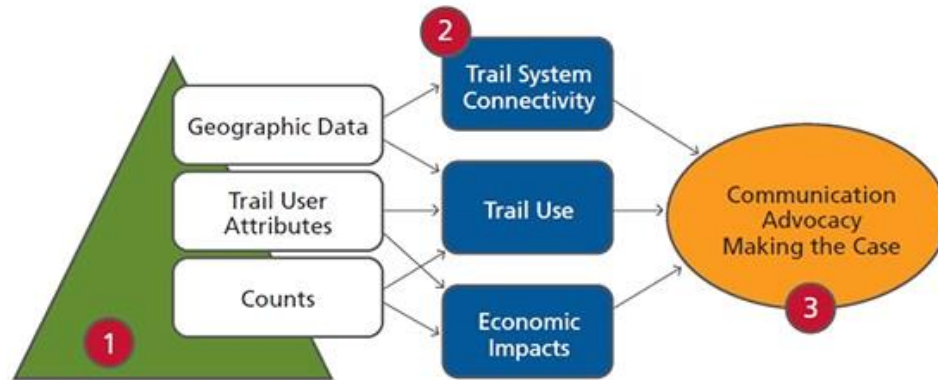 2
Trail System
Connectivity
Geographic Data
Trail User
Attributes
Trail Use
Communication
Advocacy
Making the Case
Counts
1
Economic
Impacts
3